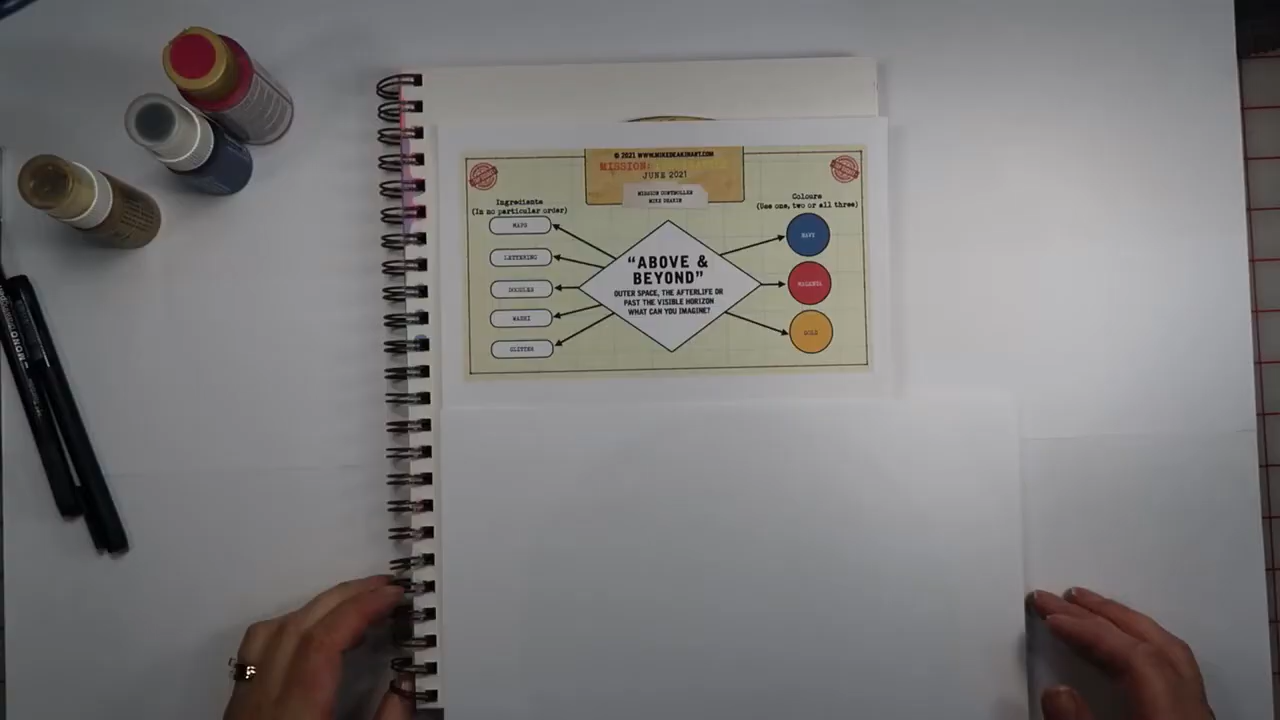 © 2021 WWW.MIKEDEAKINART.COM
MISSION:
JUNE 2021
MISSION CONTROLLER
MIKE DEAKIN
Ingredients
(In no particular order)
MAPS
LETTERING
DOODLES
WASHI
GLITTER
"ABOVE &
BEYOND"
OUTER SPACE, THE AFTERLIFE OR
PAST THE VISIBLE HORIZON
WHAT CAN YOU IMAGINE?
Colours
(Use one, two or all three)
NAVY
MAGENTA
GOLD
MONO